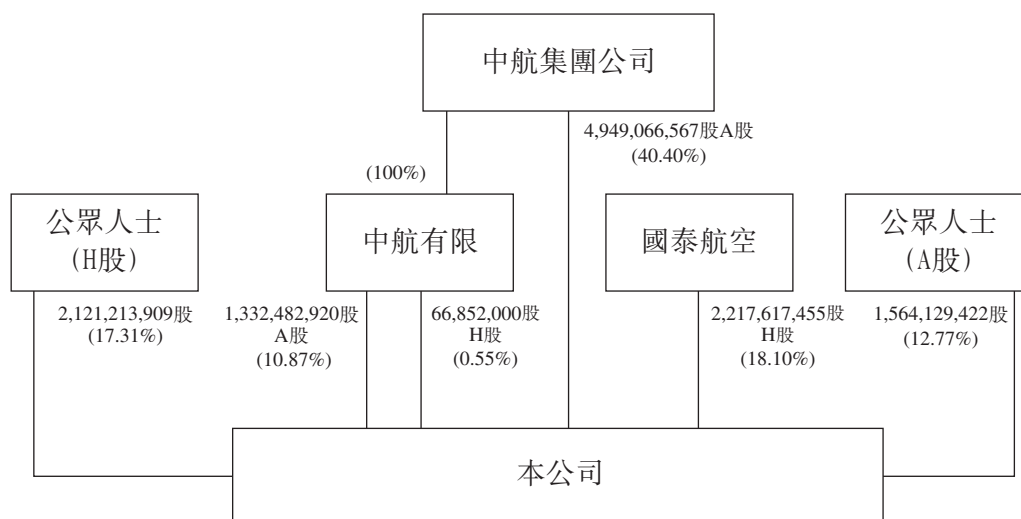 中航集團公司
4,949,066,567股A股
(40.40%)
(100%)
公眾人士
(H股)
中航有限
國泰航空
公眾人士
(A股)
2,121,213,909股
(17.31%)
1,332,482,920股
A股
(10.87%)
66,852,000股
H股
(0.55%)
2,217,617,455股
H股
(18.10%)
1,564,129,422股
(12.77%)
本公司